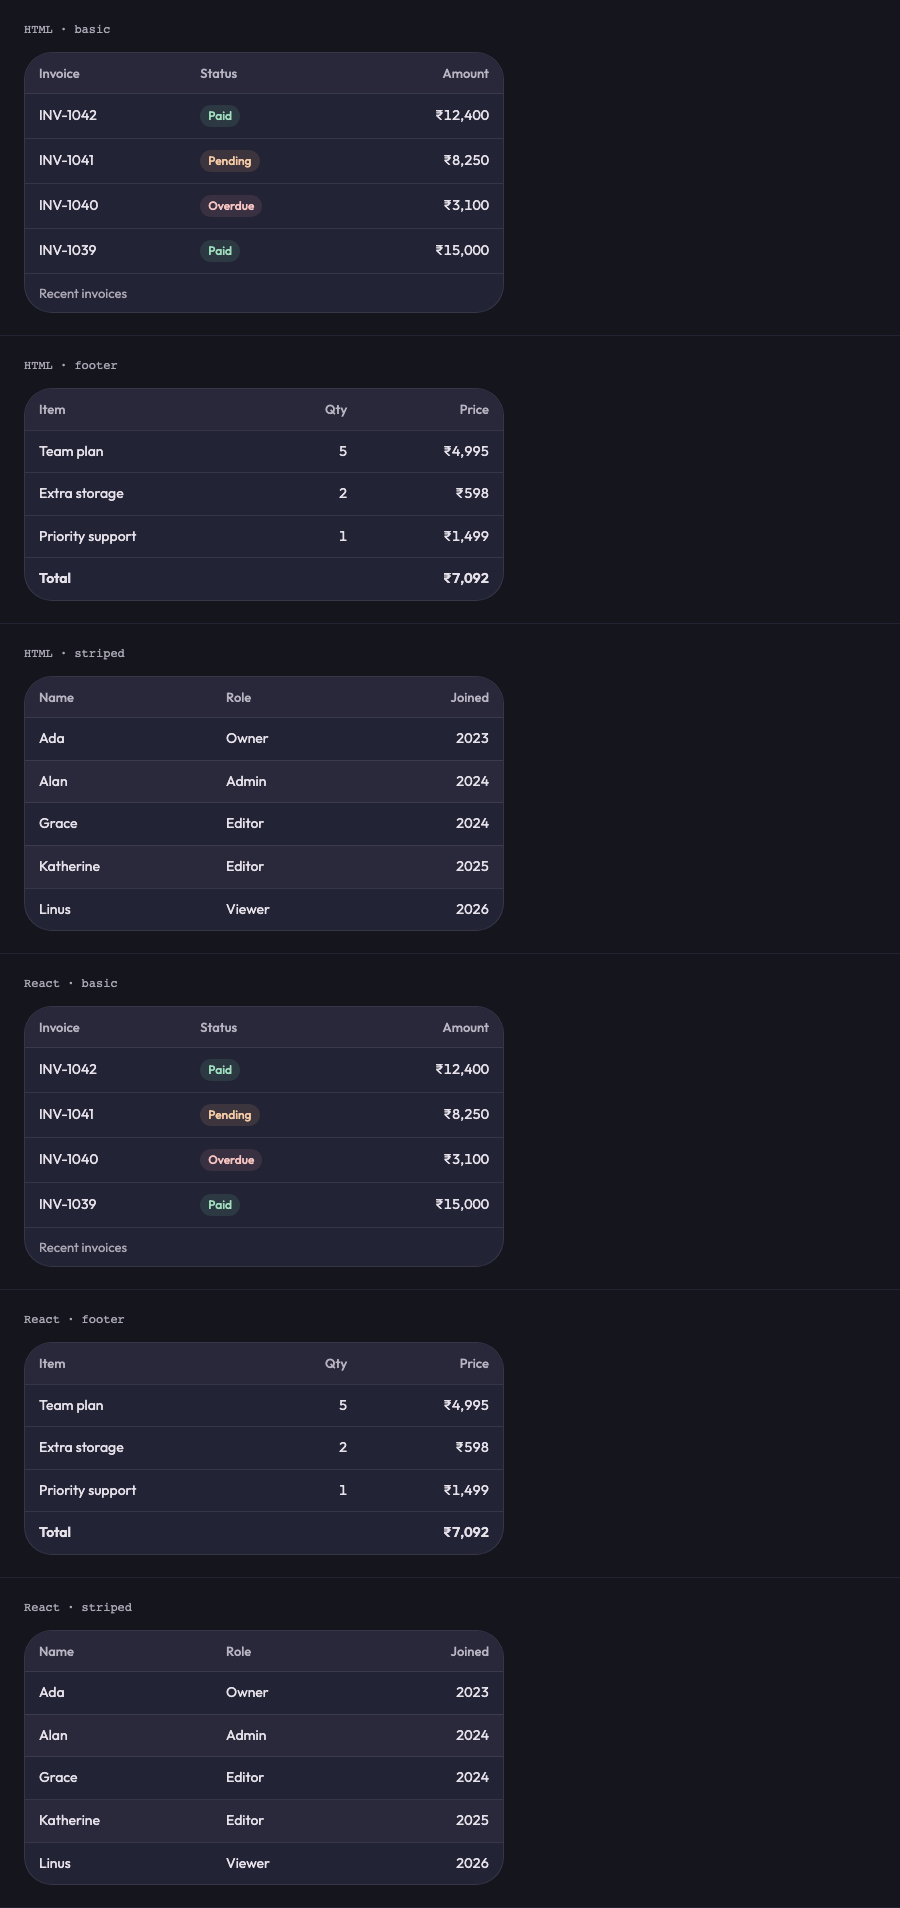 HTML · basic
Invoice Status Amount
INV-1042 Paid ₹12,400
INV-1041 Pending ₹8,250
INV-1040 Overdue ₹3,100
INV-1039 Paid ₹15,000
Recent invoices
HTML · footer
Item Qty Price
Team plan 5 ₹4,995
Extra storage 2 ₹598
Priority support 1 ₹1,499
Total ₹7,092
HTML · striped
Name Role Joined
Ada Owner 2023
Alan Admin 2024
Grace Editor 2024
Katherine Editor 2025
Linus Viewer 2026
React · basic
Invoice Status Amount
INV-1042 Paid ₹12,400
INV-1041 Pending ₹8,250
INV-1040 Overdue ₹3,100
INV-1039 Paid ₹15,000
Recent invoices
React · footer
Item Qty Price
Team plan 5 ₹4,995
Extra storage 2 ₹598
Priority support 1 ₹1,499
Total ₹7,092
React · striped
Name Role Joined
Ada Owner 2023
Alan Admin 2024
Grace Editor 2024
Katherine Editor 2025
Linus Viewer 2026